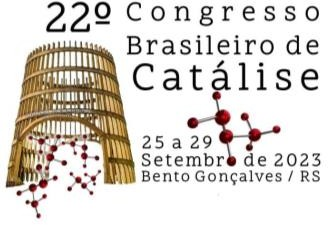 22º Congresso
Brasileiro de
Catálise
25 a 29
Setembro de 2023
Bento Gonçalves / RS